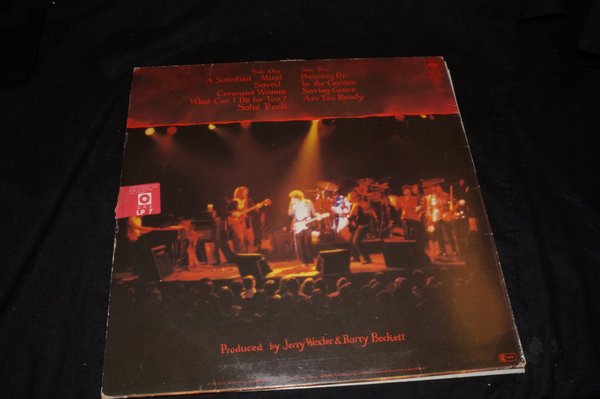 Side One
A Satisfied Mind
Saved
Covenant Woman
What Can I Do for You?
Solid Rock
Side Two
Pressing On
In the Garden
Saving Grace
Are You Ready
LP 7
Produced by Jerry Wexler & Barry Beckett